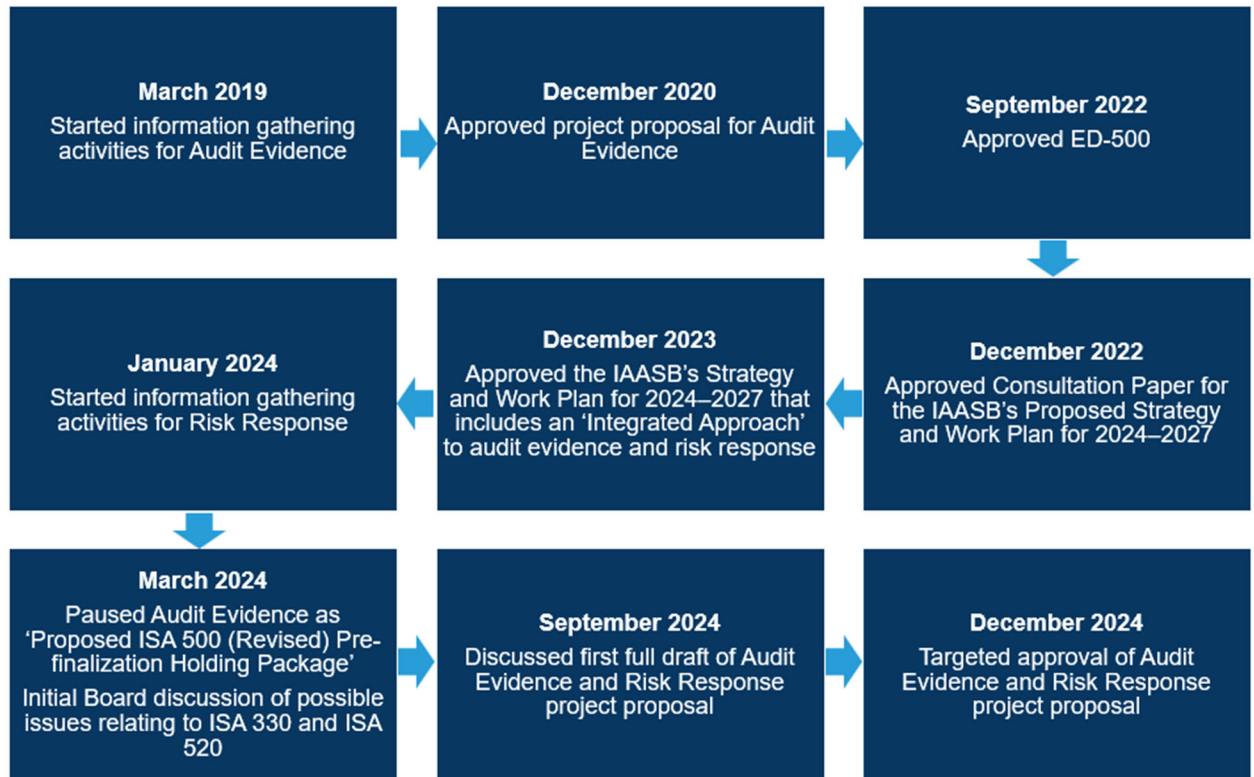 March 2019
Started information gathering
activities for Audit Evidence
December 2020
Approved project proposal for Audit
Evidence
September 2022
Approved ED-500
December 2022
Approved Consultation Paper for
the IAASB's Proposed Strategy
and Work Plan for 2024–2027
December 2023
Approved the IAASB's Strategy
and Work Plan for 2024–2027 that
includes an 'Integrated Approach'
to audit evidence and risk response
January 2024
Started information gathering
activities for Risk Response
March 2024
Paused Audit Evidence as
'Proposed ISA 500 (Revised) Pre-
finalization Holding Package'
Initial Board discussion of possible
issues relating to ISA 330 and ISA
520
September 2024
Discussed first full draft of Audit
Evidence and Risk Response
project proposal
December 2024
Targeted approval of Audit
Evidence and Risk Response
project proposal